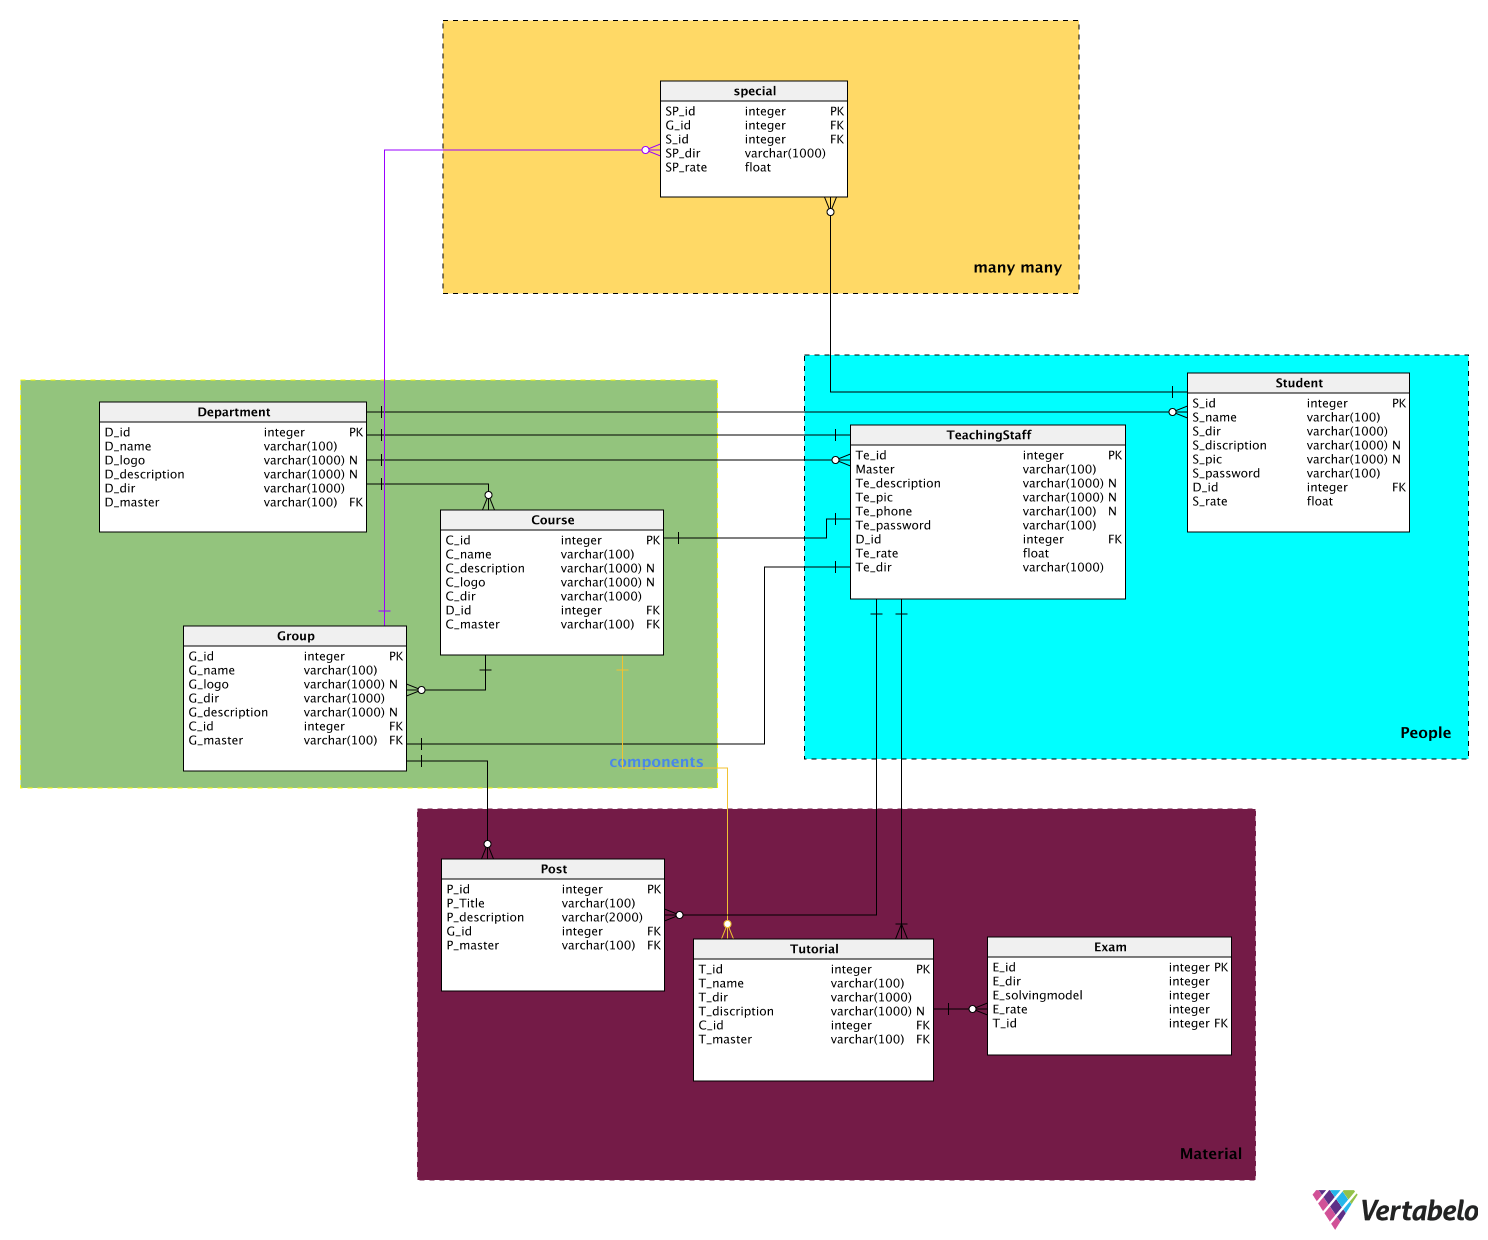 special
SP_id integer PK
G_id integer FK
S_id integer FK
SP_dir varchar(1000)
SP_rate float
many many
Department
D_id integer PK
D_name varchar(100)
D_logo varchar(1000) N
D_description varchar(1000) N
D_dir varchar(1000)
D_master varchar(100) FK
Course
C_id integer PK
C_name varchar(100)
C_description varchar(1000) N
C_logo varchar(1000) N
C_dir varchar(1000)
D_id integer FK
C_master varchar(100) FK
Group
G_id integer PK
G_name varchar(100)
G_logo varchar(1000) N
G_dir varchar(1000)
G_description varchar(1000) N
C_id integer FK
G_master varchar(100) FK
components
Student
S_id integer PK
S_name varchar(100)
S_dir varchar(1000)
S_discription varchar(1000) N
S_pic varchar(1000) N
S_password varchar(100)
D_id integer FK
S_rate float
TeachingStaff
Te_id integer PK
Master varchar(100)
Te_description varchar(1000) N
Te_pic varchar(1000) N
Te_phone varchar(100) N
Te_password varchar(100)
D_id integer FK
Te_rate float
Te_dir varchar(1000)
People
Post
P_id integer PK
P_Title varchar(100)
P_description varchar(2000)
G_id integer FK
P_master varchar(100) FK
Tutorial
T_id integer PK
T_name varchar(100)
T_dir varchar(1000)
T_discription varchar(1000) N
C_id integer FK
T_master varchar(100) FK
Exam
E_id integer PK
E_dir integer
E_solvingmodel integer
E_rate integer
T_id integer FK
Material
Vertabelo